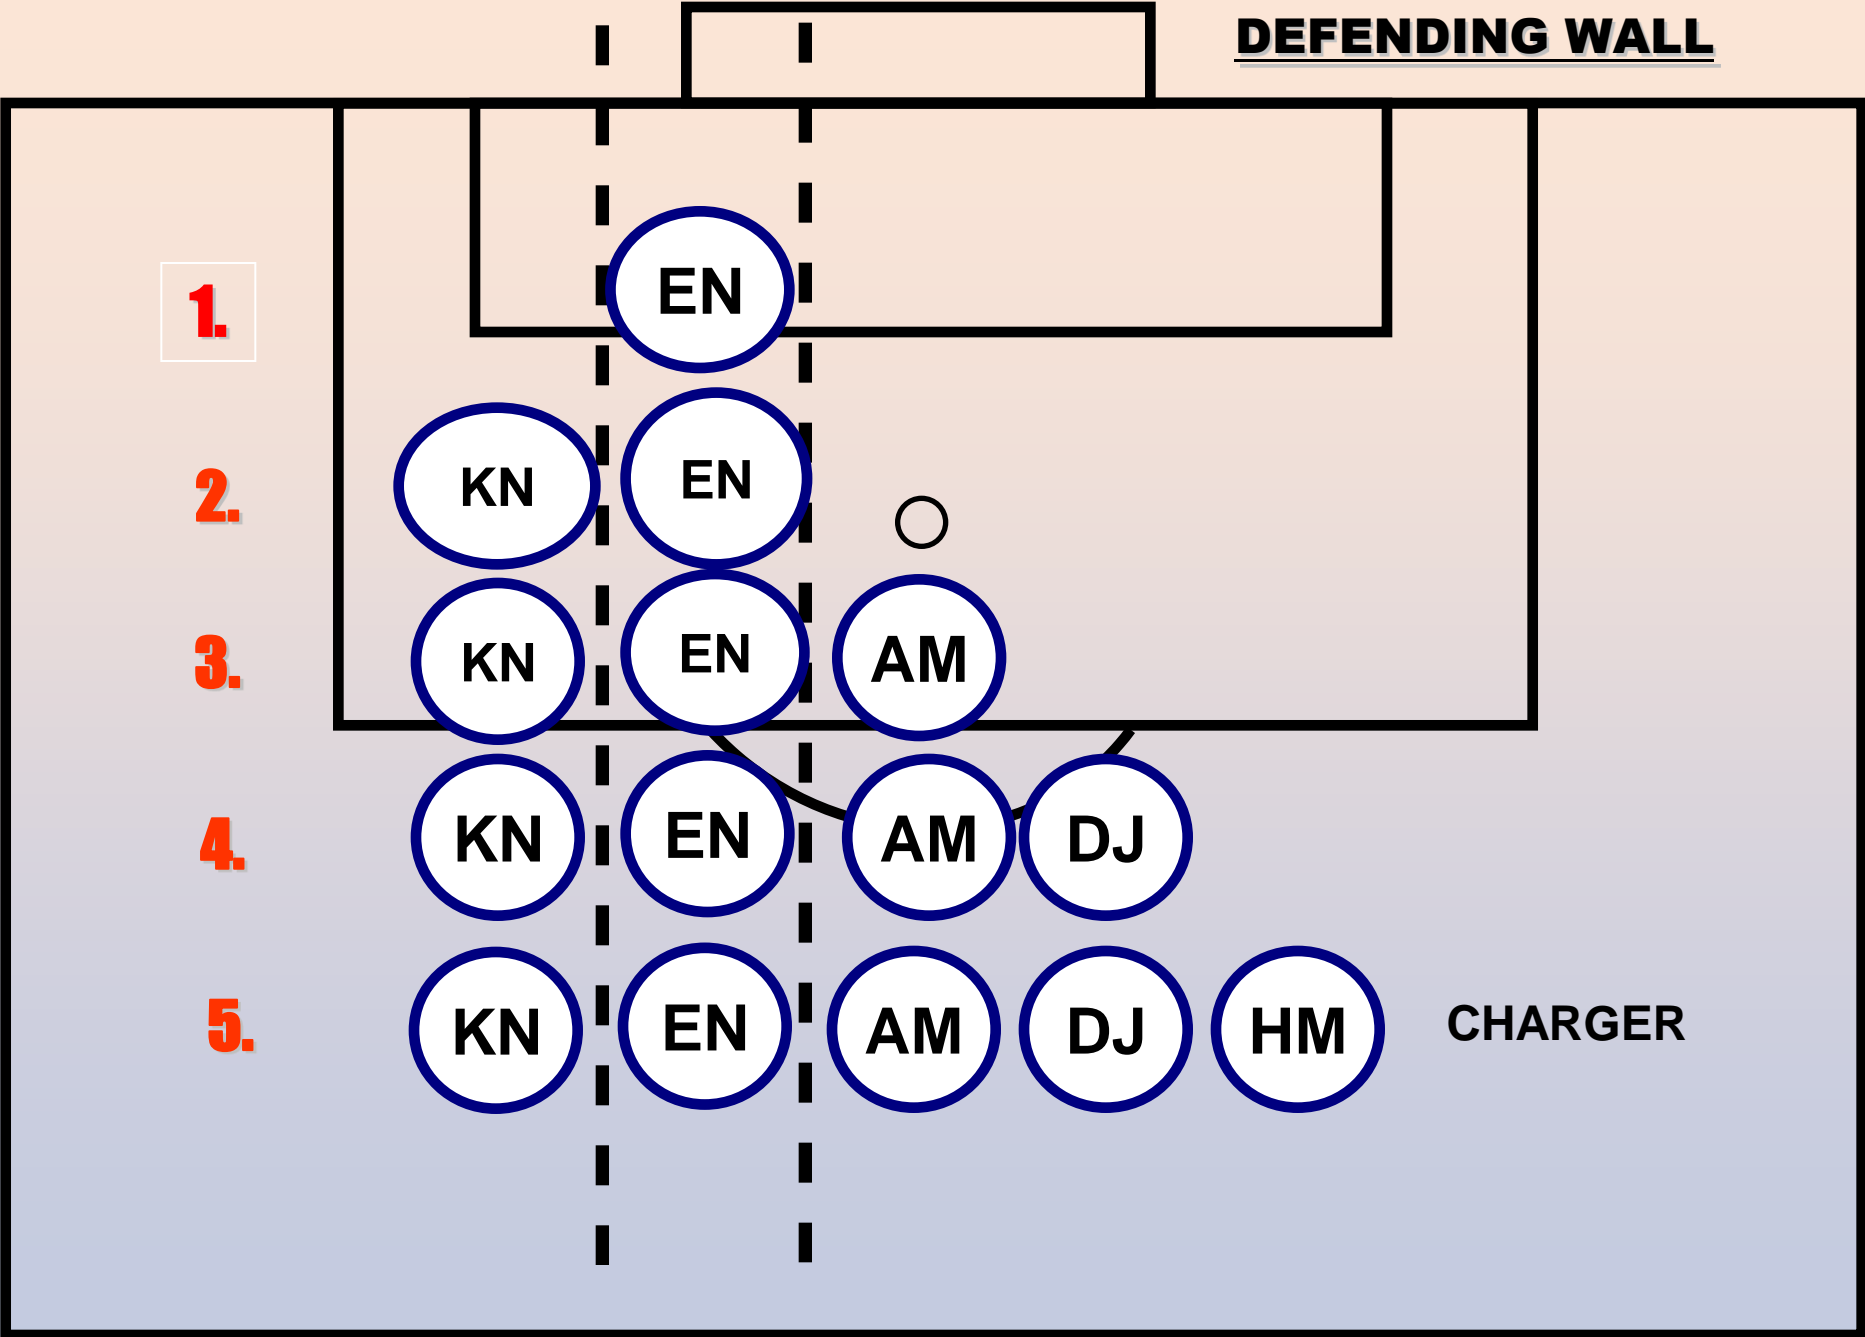 DEFENDING WALL
1. EN
2. KN EN
3. KN EN AM
4. KN EN AM DJ
5. KN EN AM DJ HM CHARGER